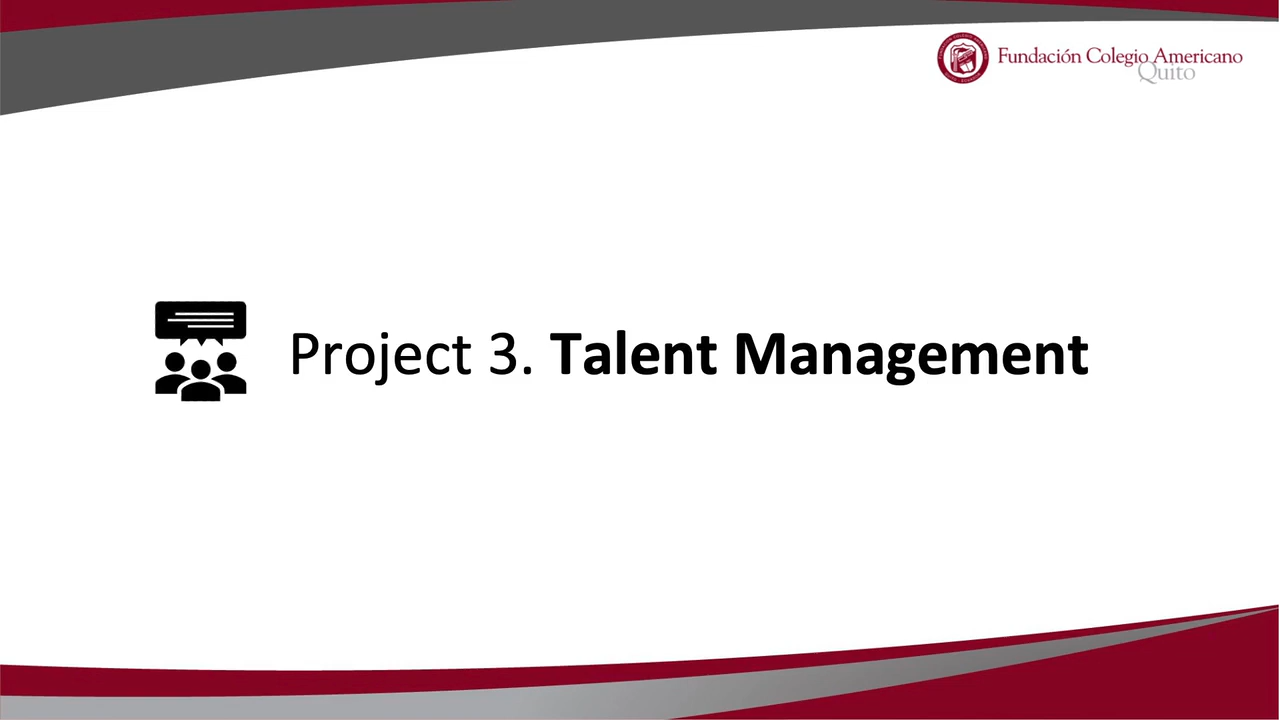 Fundación Colegio Americano
Quito
Project 3. Talent Management